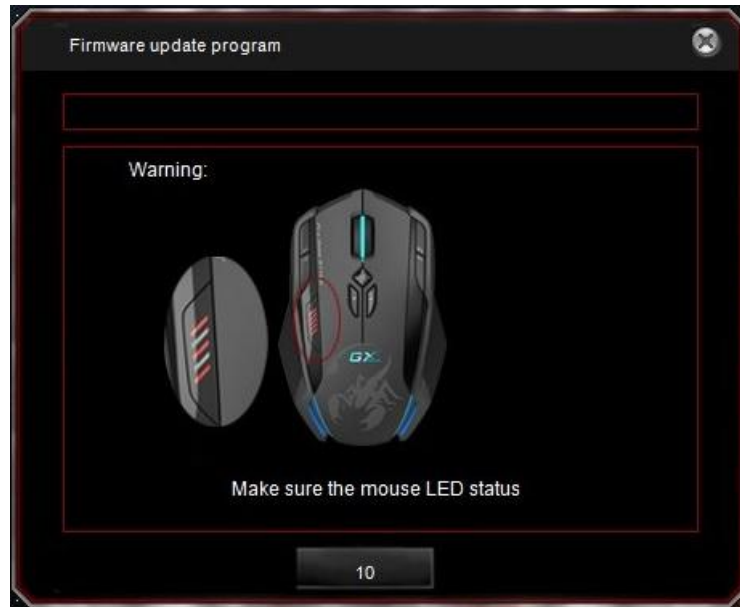 Firmware update program
Warning:
GX
Make sure the mouse LED status
10